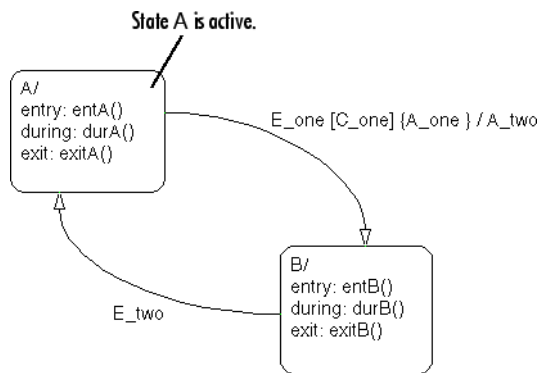 State A is active.
A/
entry: entA()
during: durA()
exit: exitA()
E_one [C_one] {A_one } / A_two
B/
entry: entB()
during: durB()
exit: exitB()
E_two